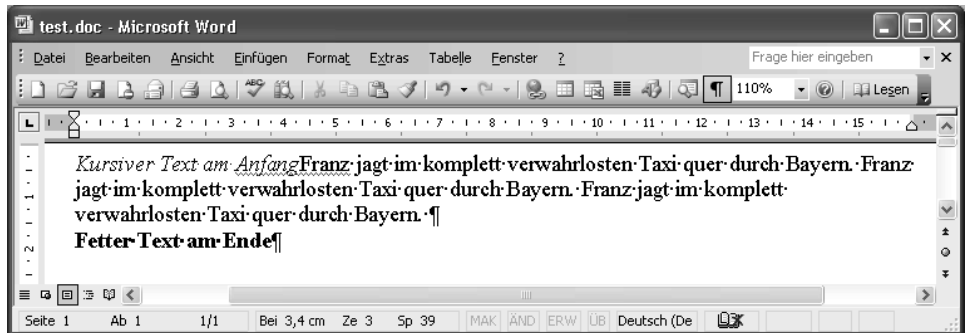 test.doc - Microsoft Word
Datei Bearbeiten Ansicht Einfügen Format Extras Tabelle Fenster ? Frage hier eingeben
110% Lesen
1 2 3 4 5 6 7 8 9 10 11 12 13 14 15
Kursiver Text am AnfangFranz jagt im komplett verwahrlosten Taxi quer durch Bayern. Franz
jagt im komplett verwahrlosten Taxi quer durch Bayern. Franz jagt im komplett
verwahrlosten Taxi quer durch Bayern. ¶
Fetter Text am Ende¶
Seite 1 Ab 1 1/1 Bei 3,4 cm Ze 3 Sp 39 MAK ÄND ERW ÜB Deutsch (De